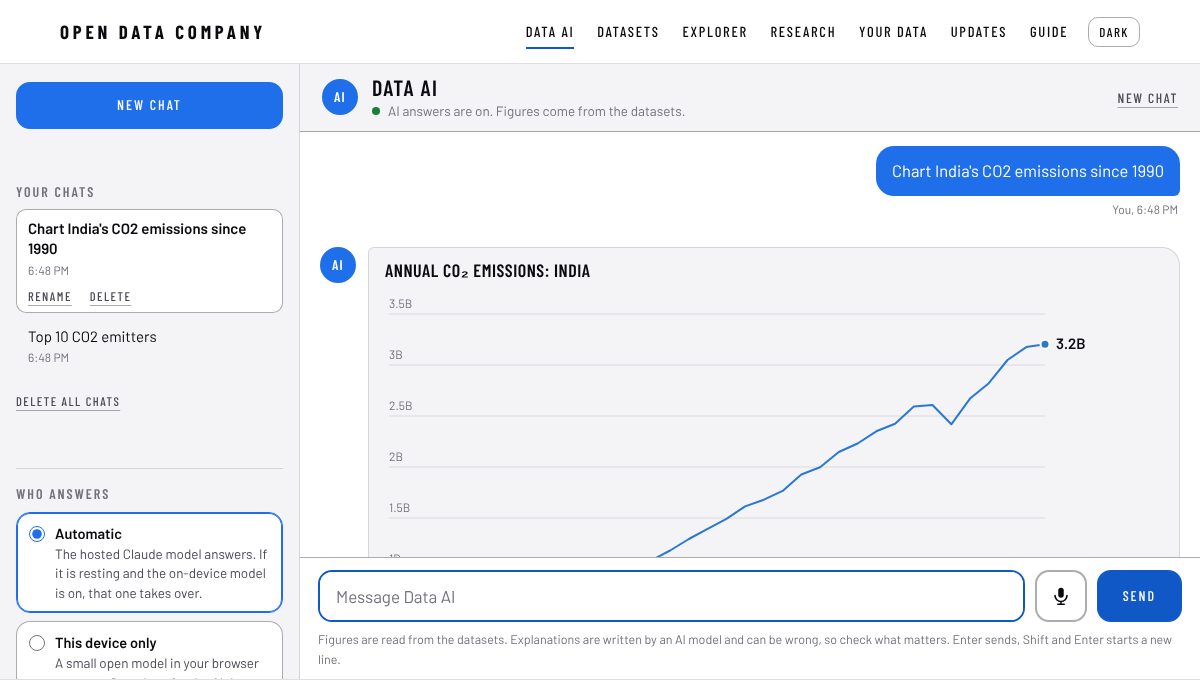 OPEN DATA COMPANY
DATA AI DATASETS EXPLORER RESEARCH YOUR DATA UPDATES GUIDE DARK
NEW CHAT
YOUR CHATS
Chart India's CO2 emissions since
1990
6:48 PM
RENAME DELETE
Top 10 CO2 emitters
6:48 PM
DELETE ALL CHATS
WHO ANSWERS
Automatic
The hosted Claude model answers. If
it is resting and the on-device model
is on, that one takes over.
This device only
A small open model in your browser
AI
DATA AI
AI answers are on. Figures come from the datasets.
NEW CHAT
Chart India's CO2 emissions since 1990
You, 6:48 PM
AI
ANNUAL CO₂ EMISSIONS: INDIA
3.5B
3B
2.5B
2B
1.5B
3.2B
Message Data AI
SEND
Figures are read from the datasets. Explanations are written by an AI model and can be wrong, so check what matters. Enter sends, Shift and Enter starts a new
line.